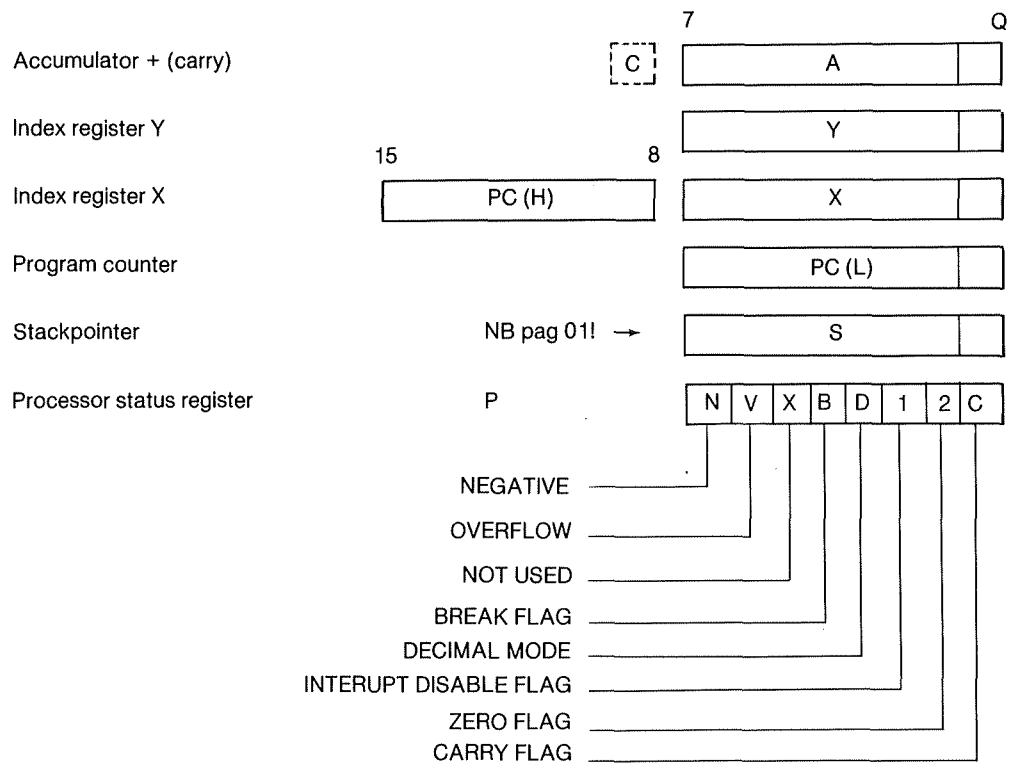 7 Q
Accumulator + (carry) C A
Index register Y Y
15 8
Index register X PC (H) X
Program counter PC (L)
Stackpointer NB pag 01! → S
Processor status register P N V X B D 1 2 C
NEGATIVE
OVERFLOW
NOT USED
BREAK FLAG
DECIMAL MODE
INTERUPT DISABLE FLAG
ZERO FLAG
CARRY FLAG